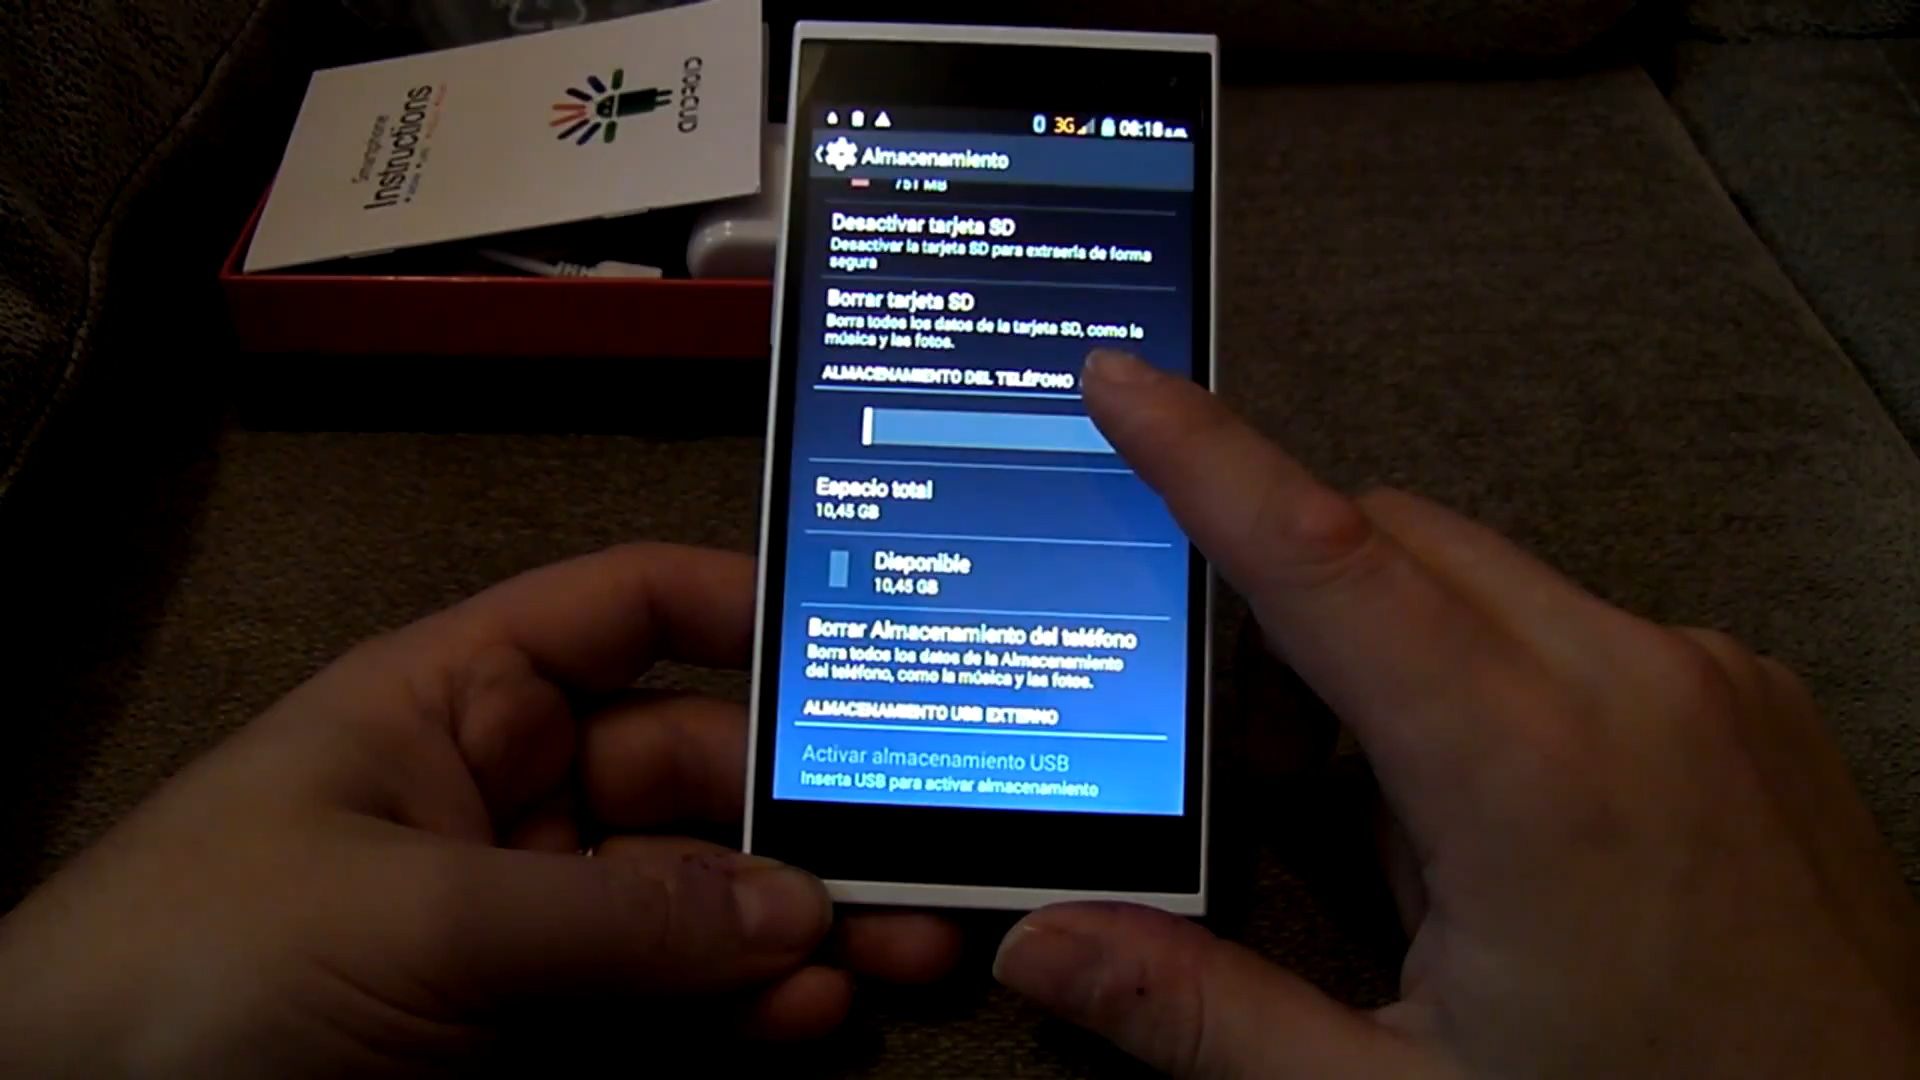 Smartphone
Instructions
3G 08:18 a.m.
Almacenamiento
751 MB
Desactivar tarjeta SD
Desactivar la tarjeta SD para extraerla de forma
segura
Borrar tarjeta SD
Borra todos los datos de la tarjeta SD, como la
música y las fotos.
ALMACENAMIENTO DEL TELÉFONO
Espacio total
10,45 GB
Disponible
10,45 GB
Borrar Almacenamiento del teléfono
Borra todos los datos de la Almacenamiento
del teléfono, como la música y las fotos.
ALMACENAMIENTO USB EXTERNO
Activar almacenamiento USB
Inserta USB para activar almacenamiento